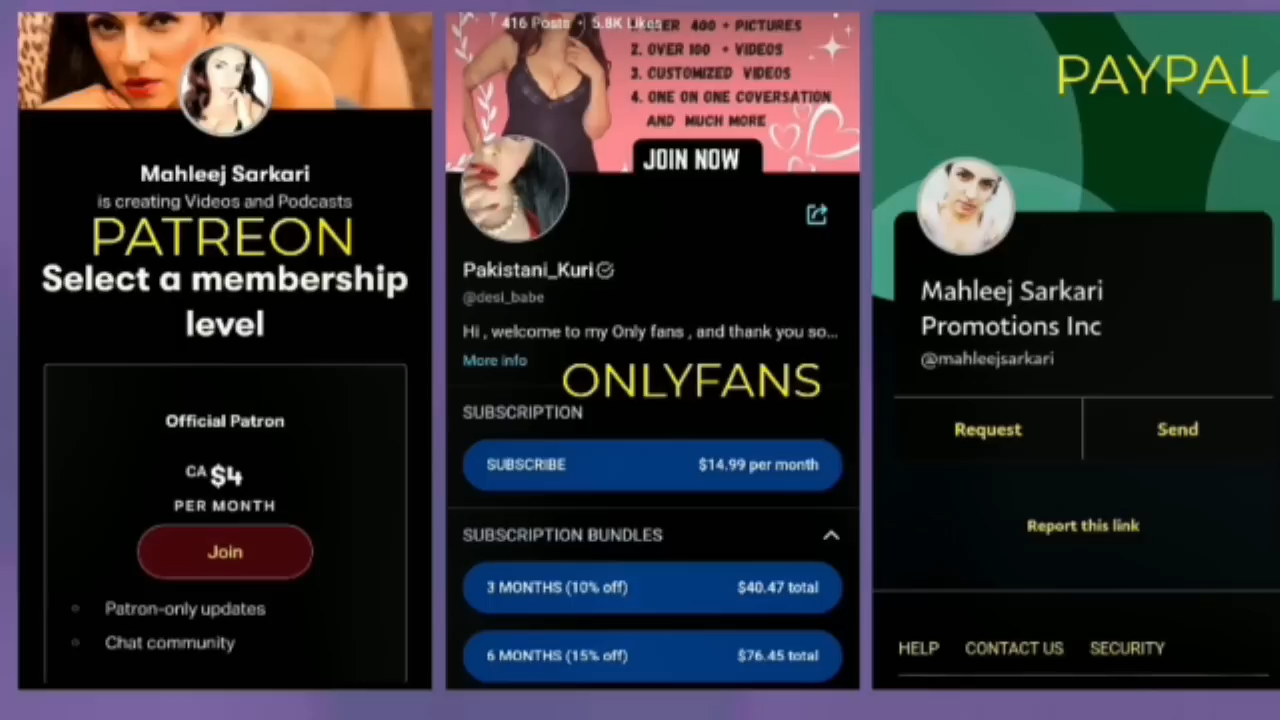 Mahleej Sarkari
is creating Videos and Podcasts
PATREON
Select a membership
level
Official Patron
CA $4
PER MONTH
Join
Patron-only updates
Chat community
416 Posts • 5.8K Likes
400 + PICTURES
2. OVER 100 + VIDEOS
3. CUSTOMIZED VIDEOS
4. ONE ON ONE COVERSATION
AND MUCH MORE
JOIN NOW
Pakistani_Kuri
@desi_babe
Hi , welcome to my Only fans , and thank you so...
More info
ONLYFANS
SUBSCRIPTION
SUBSCRIBE $14.99 per month
SUBSCRIPTION BUNDLES
3 MONTHS (10% off) $40.47 total
6 MONTHS (15% off) $76.45 total
PAYPAL
Mahleej Sarkari
Promotions Inc
@mahleejsarkari
Request Send
Report this link
HELP CONTACT US SECURITY